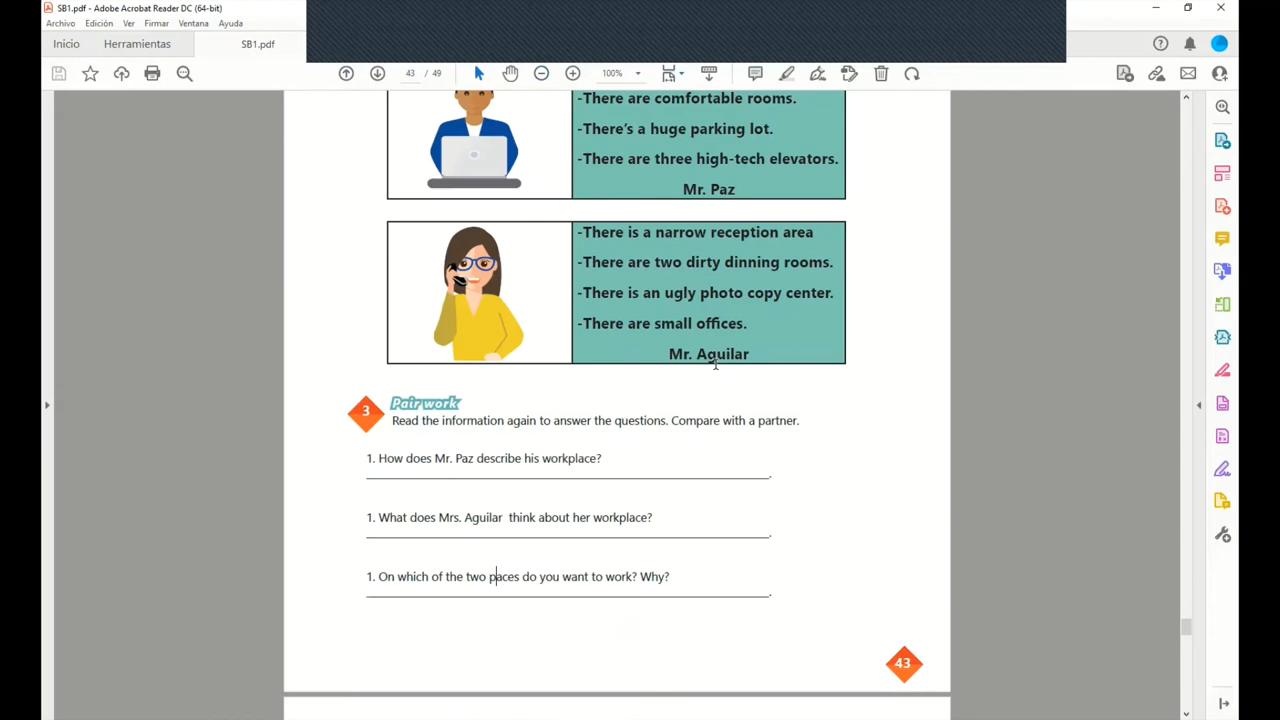 SB1.pdf - Adobe Acrobat Reader DC (64-bit)
Archivo Edición Ver Firmar Ventana Ayuda
Inicio Herramientas SB1.pdf
43 / 49 100%
-There are comfortable rooms.
-There's a huge parking lot.
-There are three high-tech elevators.
Mr. Paz
-There is a narrow reception area
-There are two dirty dinning rooms.
-There is an ugly photo copy center.
-There are small offices.
Mr. Aguilar
3 Pair work
Read the information again to answer the questions. Compare with a partner.
1. How does Mr. Paz describe his workplace?
1. What does Mrs. Aguilar think about her workplace?
1. On which of the two paces do you want to work? Why?
43